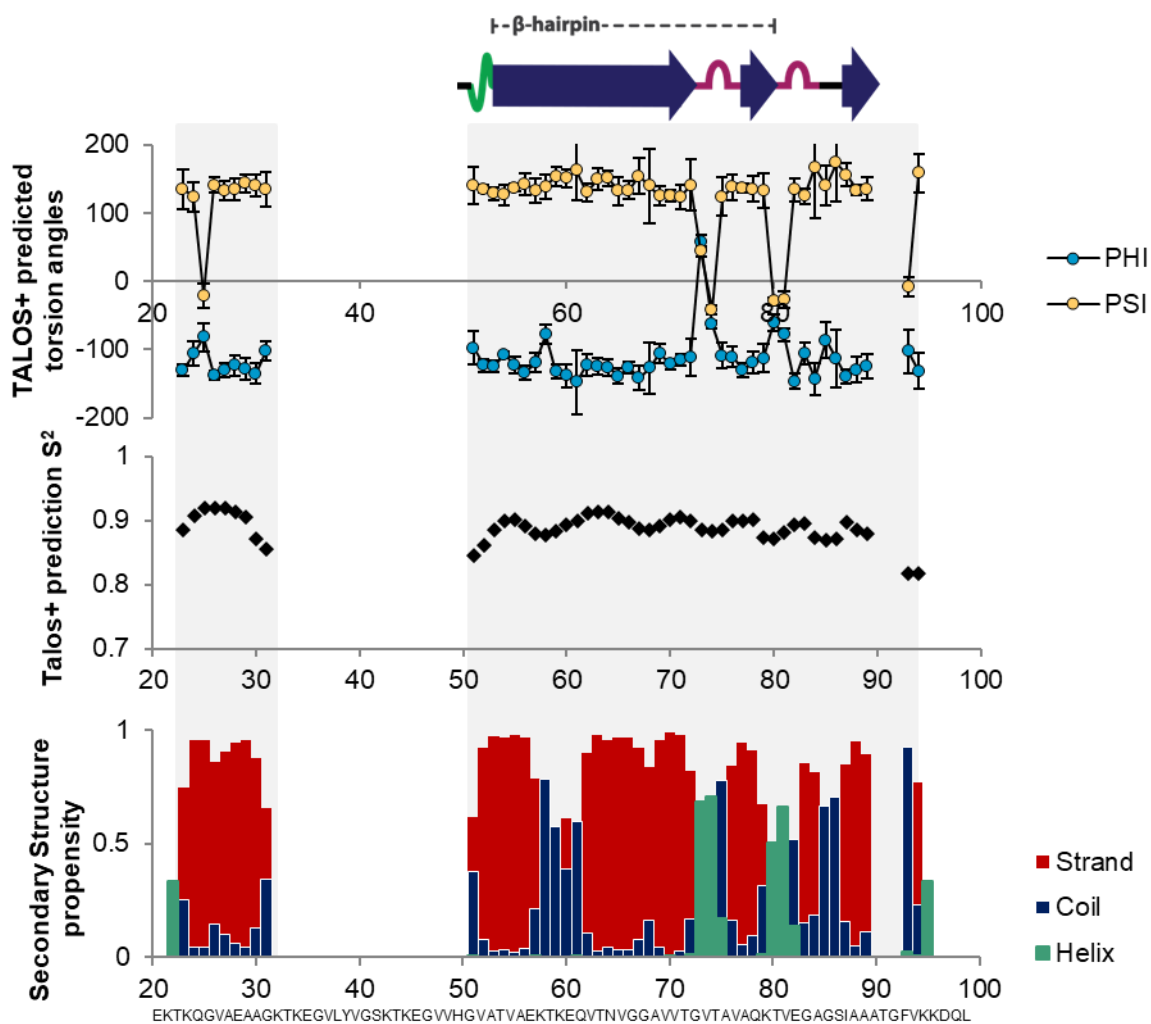 β-hairpin
TALOS+ predicted
torsion angles
200
100
0
-100
-200
20 40 60 80 100
PHI
PSI
Talos+ prediction S²
1
0.9
0.8
0.7
20 30 40 50 60 70 80 90 100
Secondary Structure
propensity
1
0.5
0
20 30 40 50 60 70 80 90 100
Strand
Coil
Helix
EKTKQGVAEAAGKTKEGVLYVGSKTKEGVVHGVATVAEKTKEQVTNVGGAVVTGVTAVAQKTVEGAGSIAAATGFVKKDQL